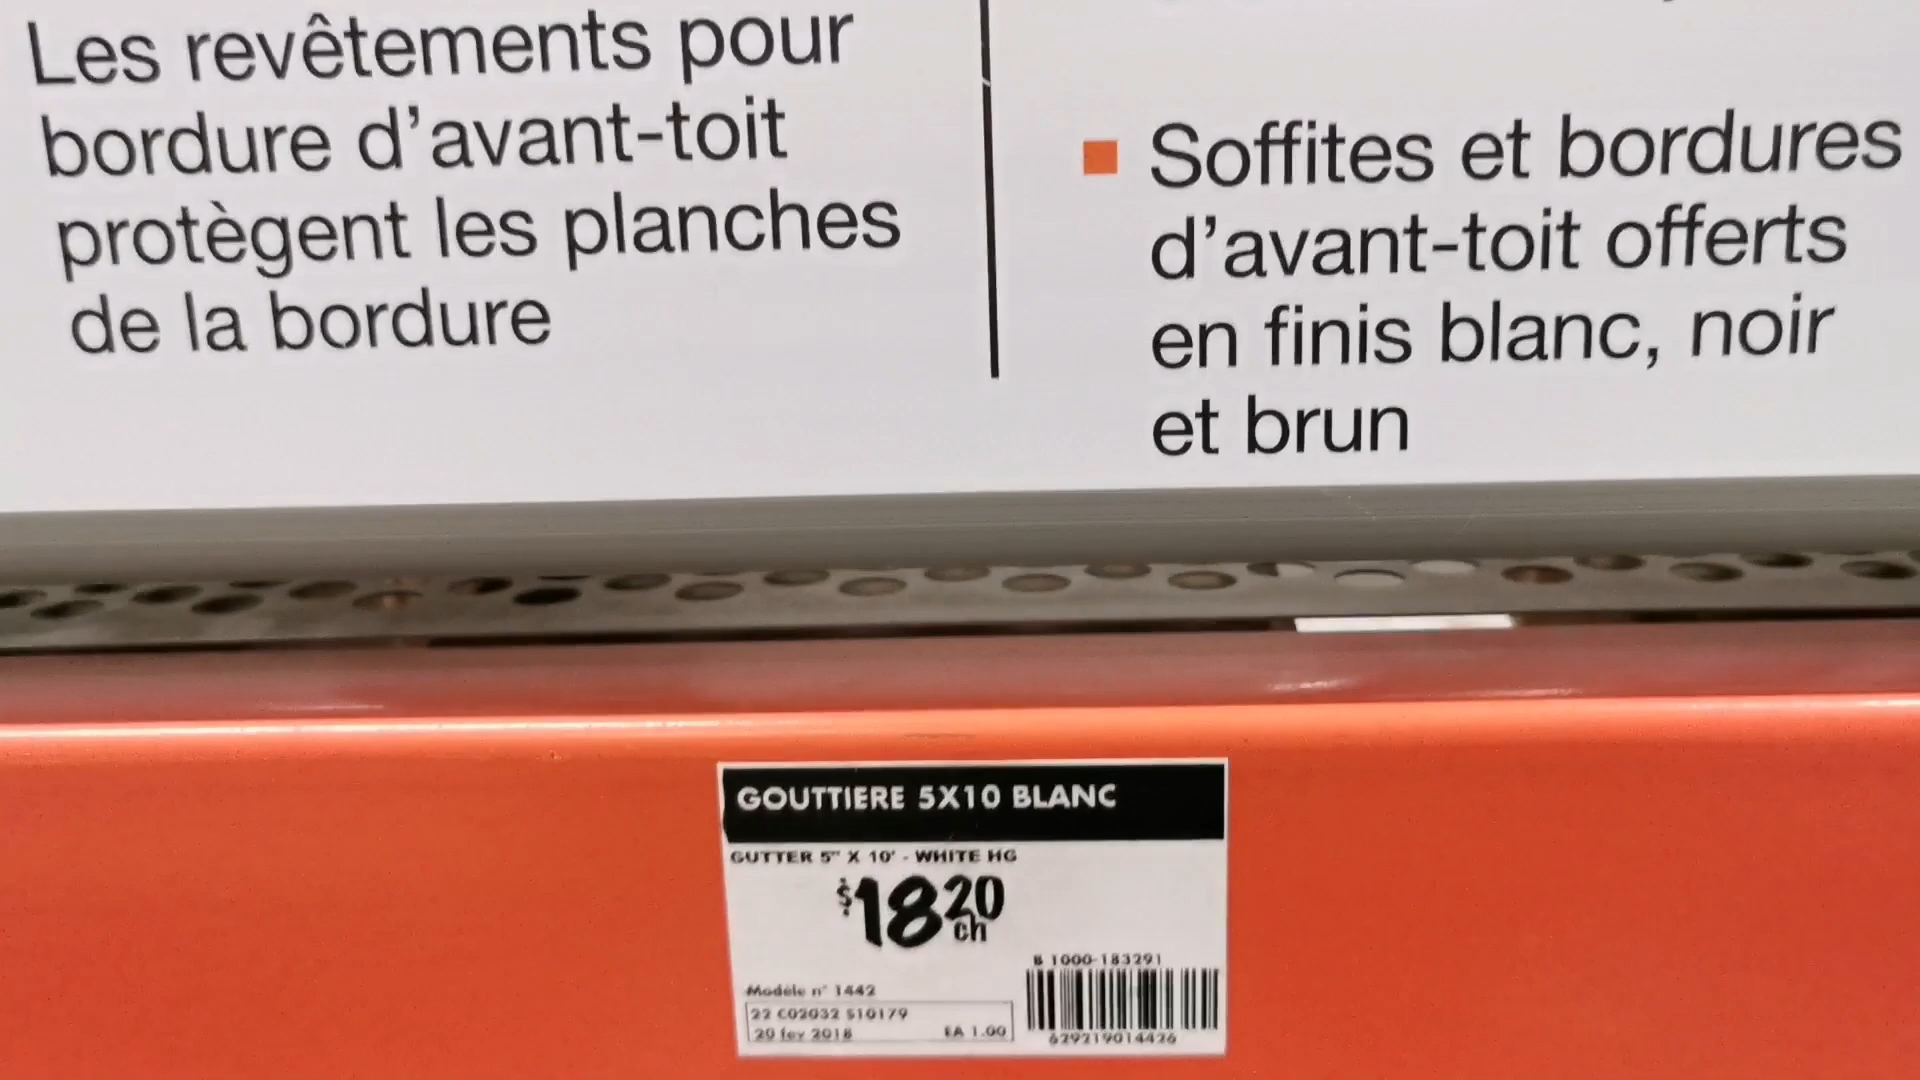 Les revêtements pour
bordure d'avant-toit
protègent les planches
de la bordure
Soffites et bordures
d'avant-toit offerts
en finis blanc, noir
et brun
GOUTTIERE 5X10 BLANC
GUTTER 5" X 10' - WHITE HG
$18 20
ch
B 1000-183291
Modèle n° 1442
22 C02032 S10179
20 fev 2018 EA 1.00
629219014426